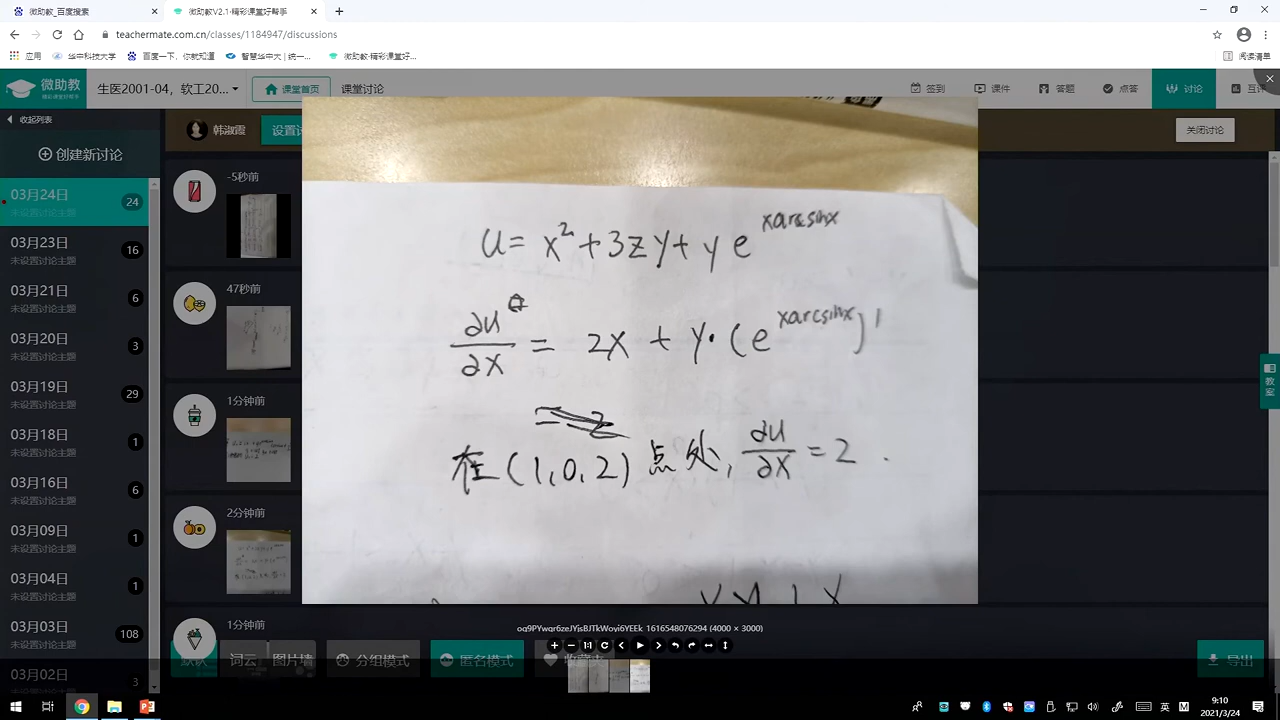 微助教_百度搜索
微助教V2.1-精彩课堂好帮手
teachermate.com.cn/classes/1184947/discussions
应用 华中科技大学 百度一下，你就知道 智慧华中大 | 统一... 微助教-精彩课堂好... 阅读清单
微助教
生医2001-04，软工20... 课堂首页 课堂讨论 签到 课件 答题 点答 讨论 互评
收起列表
韩淑霞 设置讨 关闭讨论
创建新讨论
03月24日 24
未设置讨论主题
03月23日 16
未设置讨论主题
03月21日 6
未设置讨论主题
03月20日 3
未设置讨论主题
03月19日 29
未设置讨论主题
03月18日 1
未设置讨论主题
03月16日 6
未设置讨论主题
03月09日 1
未设置讨论主题
03月04日 1
未设置讨论主题
03月03日 108
未设置讨论主题
03月02日 3
-5秒前
47秒前
1分钟前
2分钟前
1分钟前
u= x²+3zy+ye^{xarcsinx}
∂u/∂x = 2x + y·(e^{xarcsinx})'
在(1,0,2)点处, ∂u/∂x=2.
教室
oq9PYwqr6zeJYjsBJTkWovi6YEEk_1616548076294 (4000 × 3000)
1:1
默认 词云 图片墙 分组模式 匿名模式 收藏夹 导出
英 M
9:10
2021/3/24